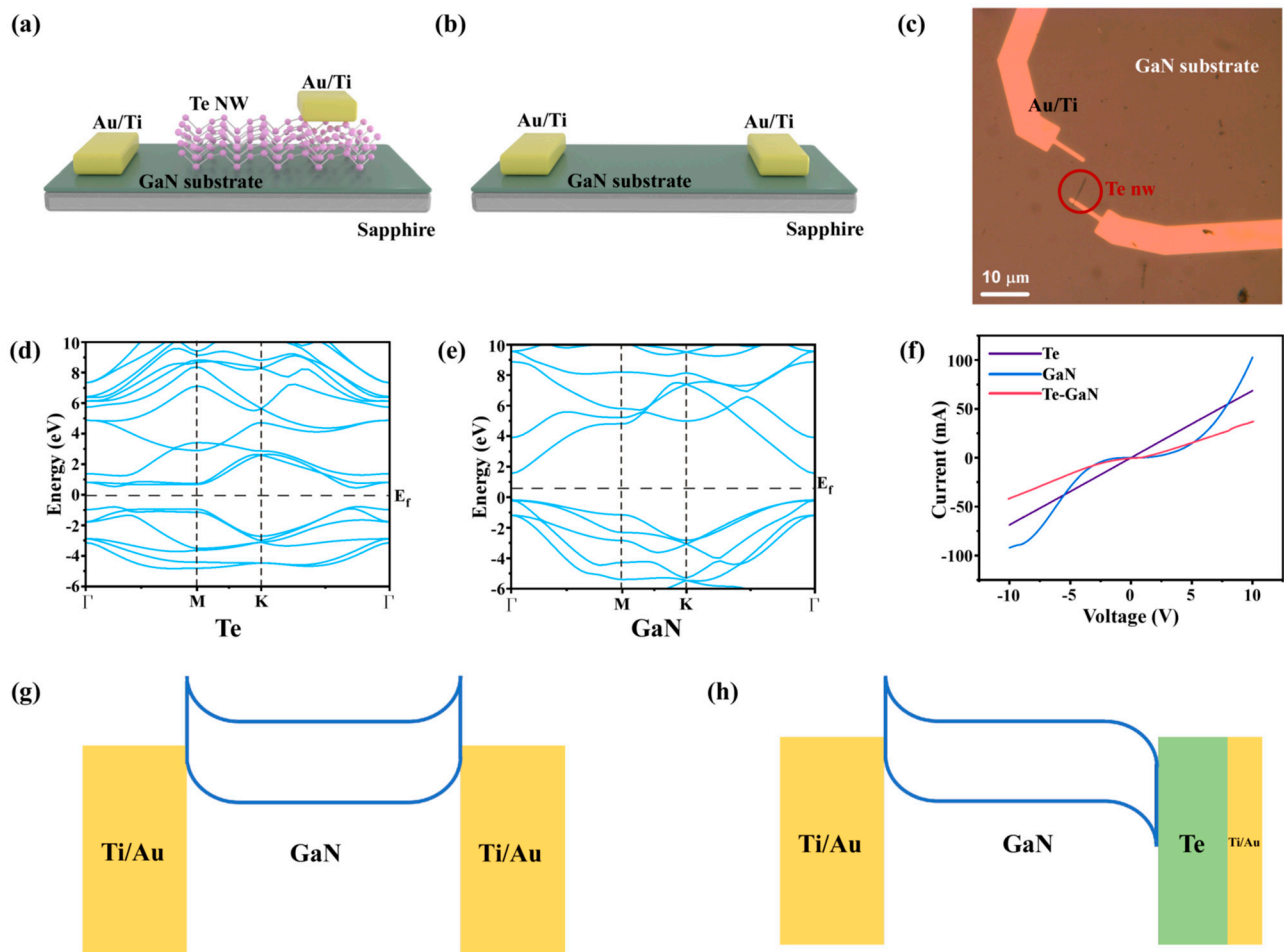 (a)
Au/Ti
Te NW
Au/Ti
GaN substrate
Sapphire
(b)
Au/Ti
Au/Ti
GaN substrate
Sapphire
(c)
GaN substrate
Au/Ti
Te nw
10 μm
(d)
Energy (eV)
10
8
6
4
2
0
-2
-4
-6
E_f
Γ M K Γ
Te
(e)
Energy (eV)
10
8
6
4
2
0
-2
-4
-6
E_f
Γ M K Γ
GaN
(f)
Te
GaN
Te-GaN
Current (mA)
100
50
0
-50
-100
-10 -5 0 5 10
Voltage (V)
(g)
Ti/Au
GaN
Ti/Au
(h)
Ti/Au
GaN
Te
Ti/Au